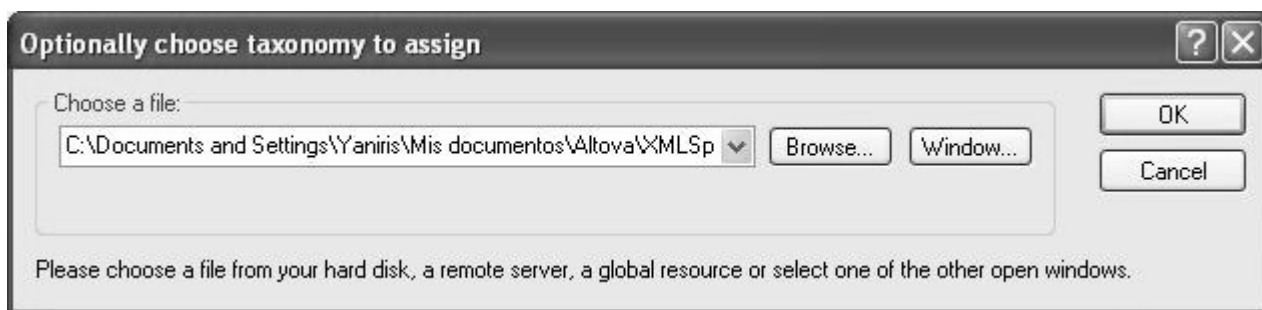 Optionally choose taxonomy to assign
Choose a file:
C:\Documents and Settings\Yaniris\Mis documentos\Altova\XMLSp
Browse...
Window...
OK
Cancel
Please choose a file from your hard disk, a remote server, a global resource or select one of the other open windows.